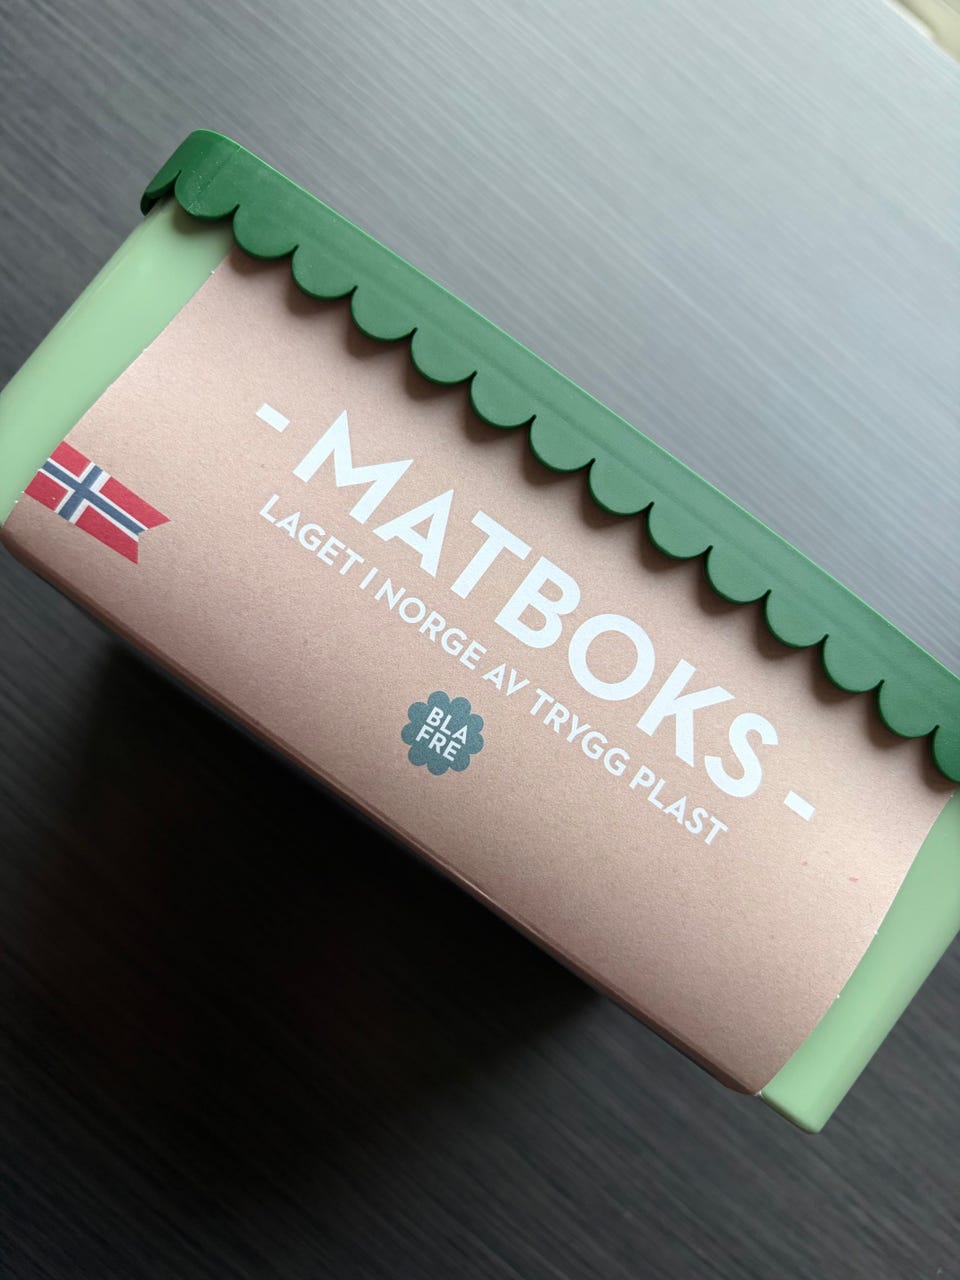 - MATBOKS -
LAGET I NORGE AV TRYGG PLAST
BLA
FRE